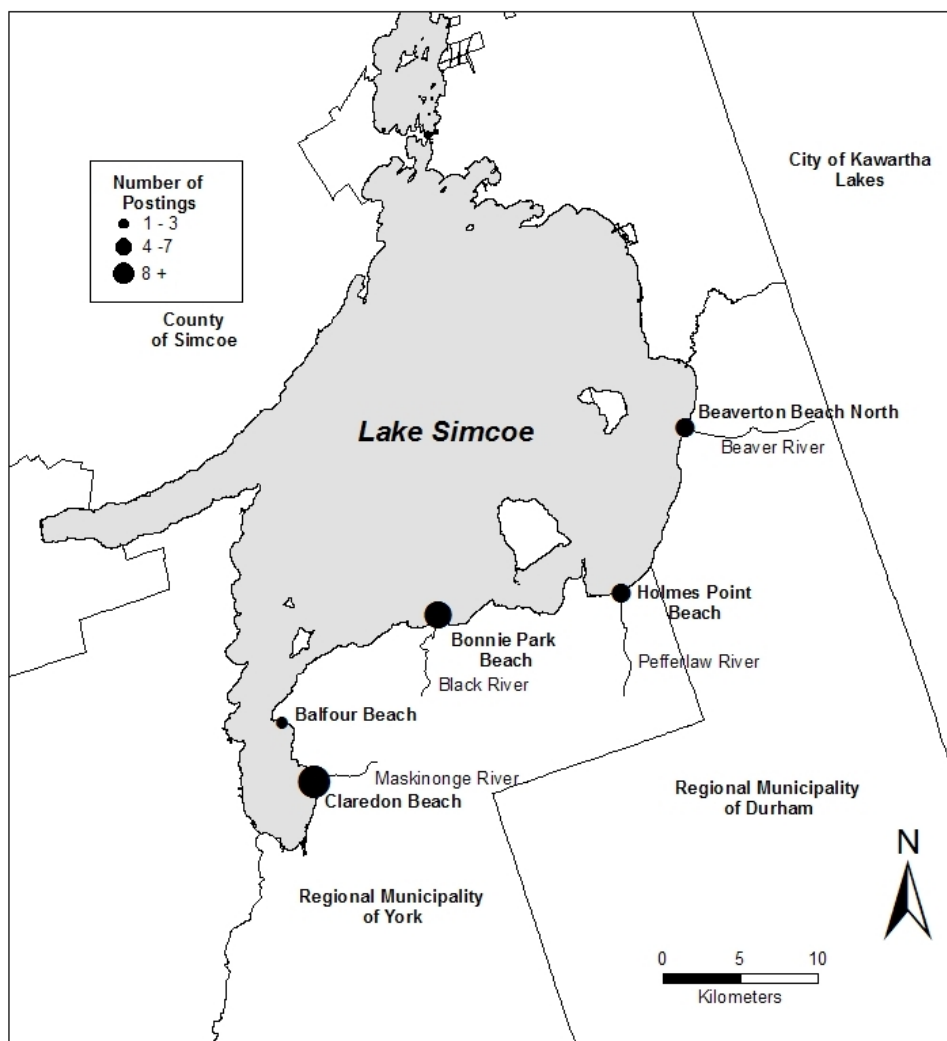 City of Kawartha
Lakes
Number of
Postings
1 - 3
4 -7
8 +
County
of Simcoe
Lake Simcoe
Beaverton Beach North
Beaver River
Holmes Point
Beach
Bonnie Park
Beach
Pefferlaw River
Black River
Balfour Beach
Maskinonge River
Claredon Beach
Regional Municipality
of Durham
Regional Municipality
of York
N
0 5 10
Kilometers